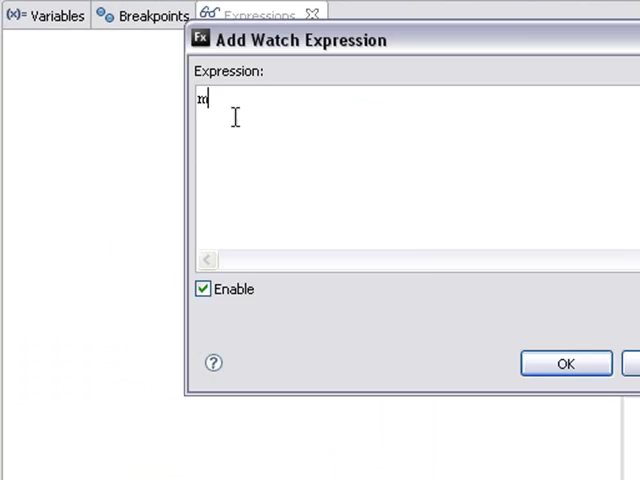 (x)= Variables Breakpoints Expressions
Fx Add Watch Expression
Expression:
m
Enable
? OK